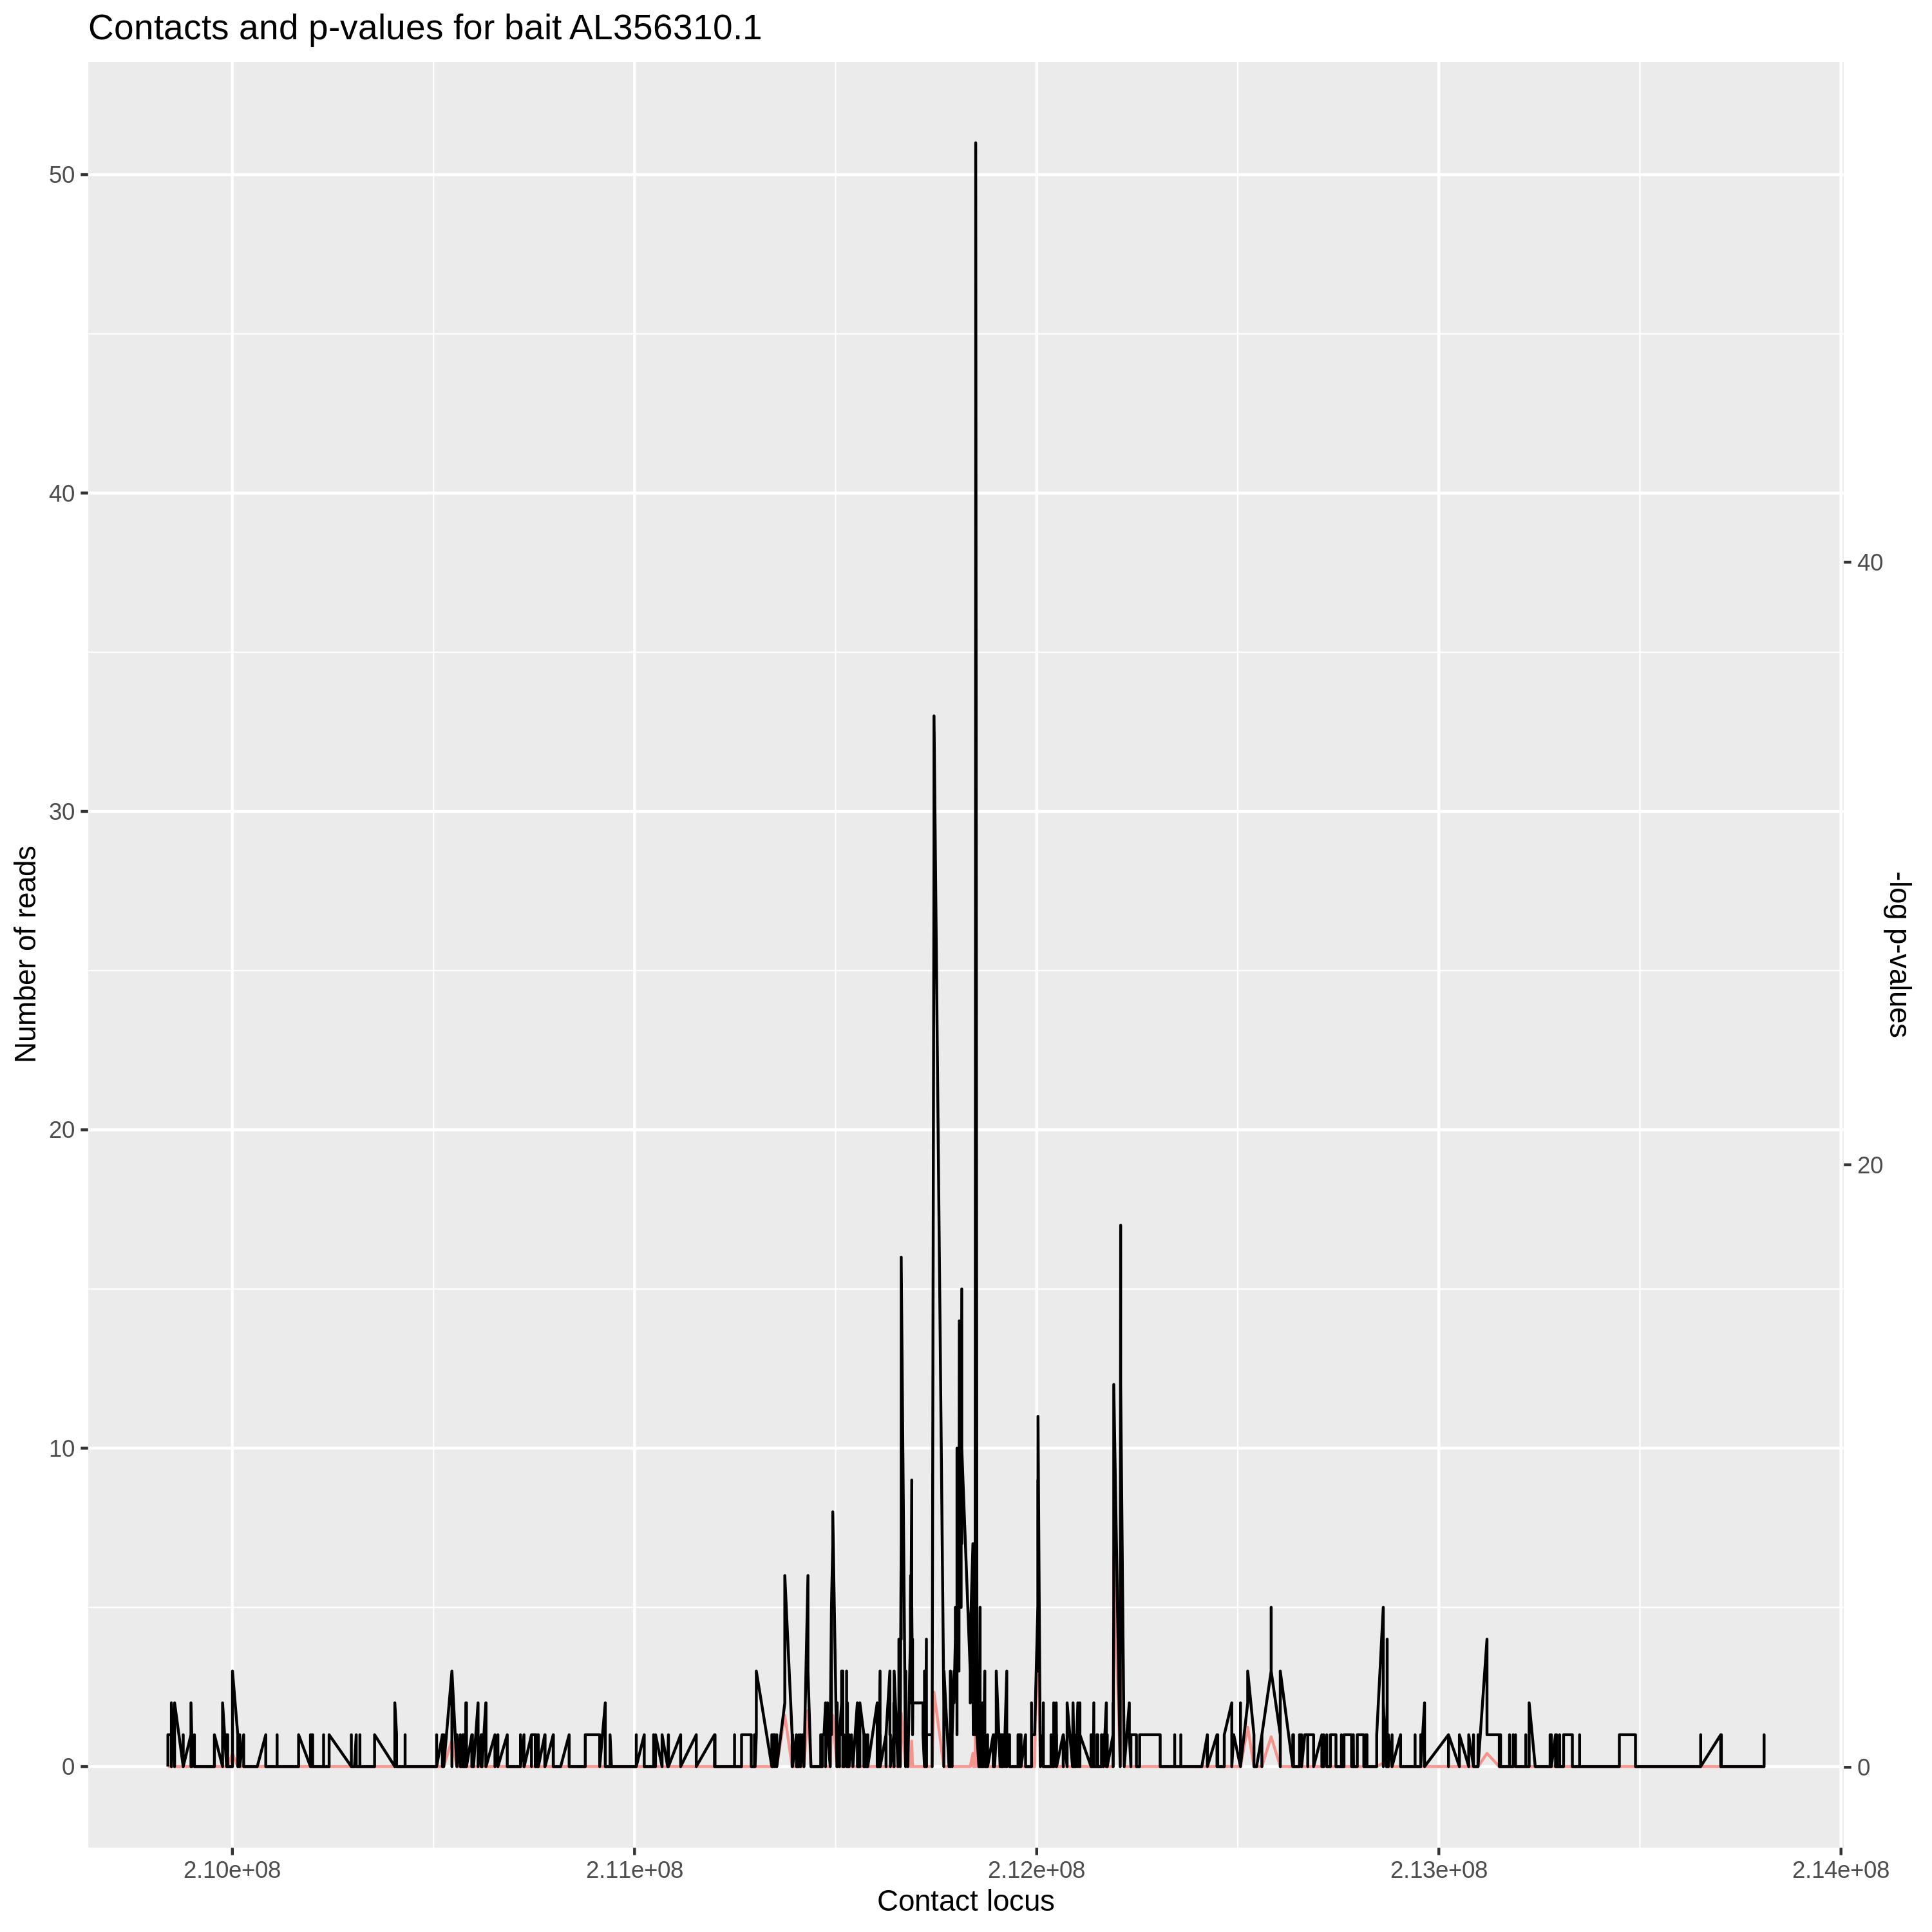 Contacts and p-values for bait AL356310.1
50
40
30
20
10
0
Number of reads
40
20
0
-log p-values
2.10e+08
2.11e+08
2.12e+08
2.13e+08
2.14e+08
Contact locus